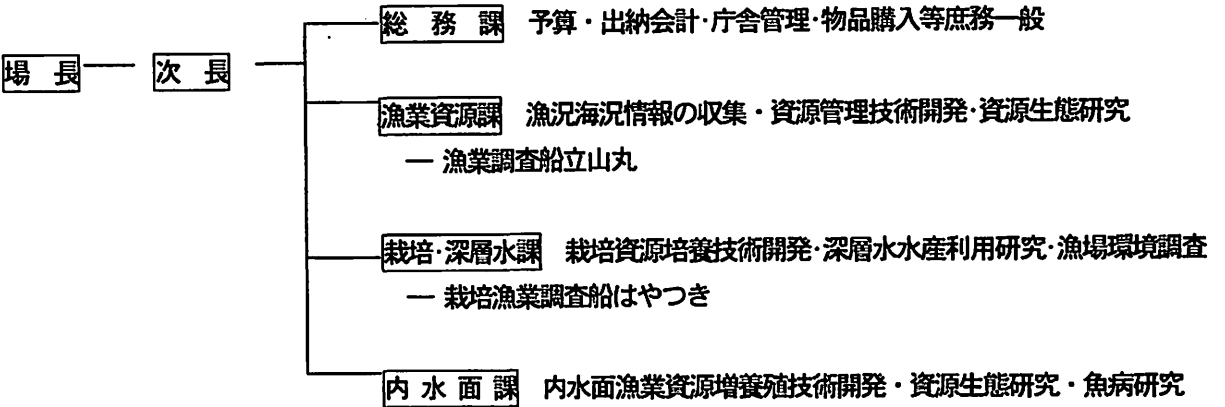 総 務 課 予算・出納会計・庁舎管理・物品購入等庶務一般
場 長 次 長
漁業資源課 漁況海況情報の収集・資源管理技術開発・資源生態研究
― 漁業調査船立山丸
栽培・深層水課 栽培資源培養技術開発・深層水水産利用研究・漁場環境調査
― 栽培漁業調査船はやつき
内 水 面 課 内水面漁業資源増養殖技術開発・資源生態研究・魚病研究